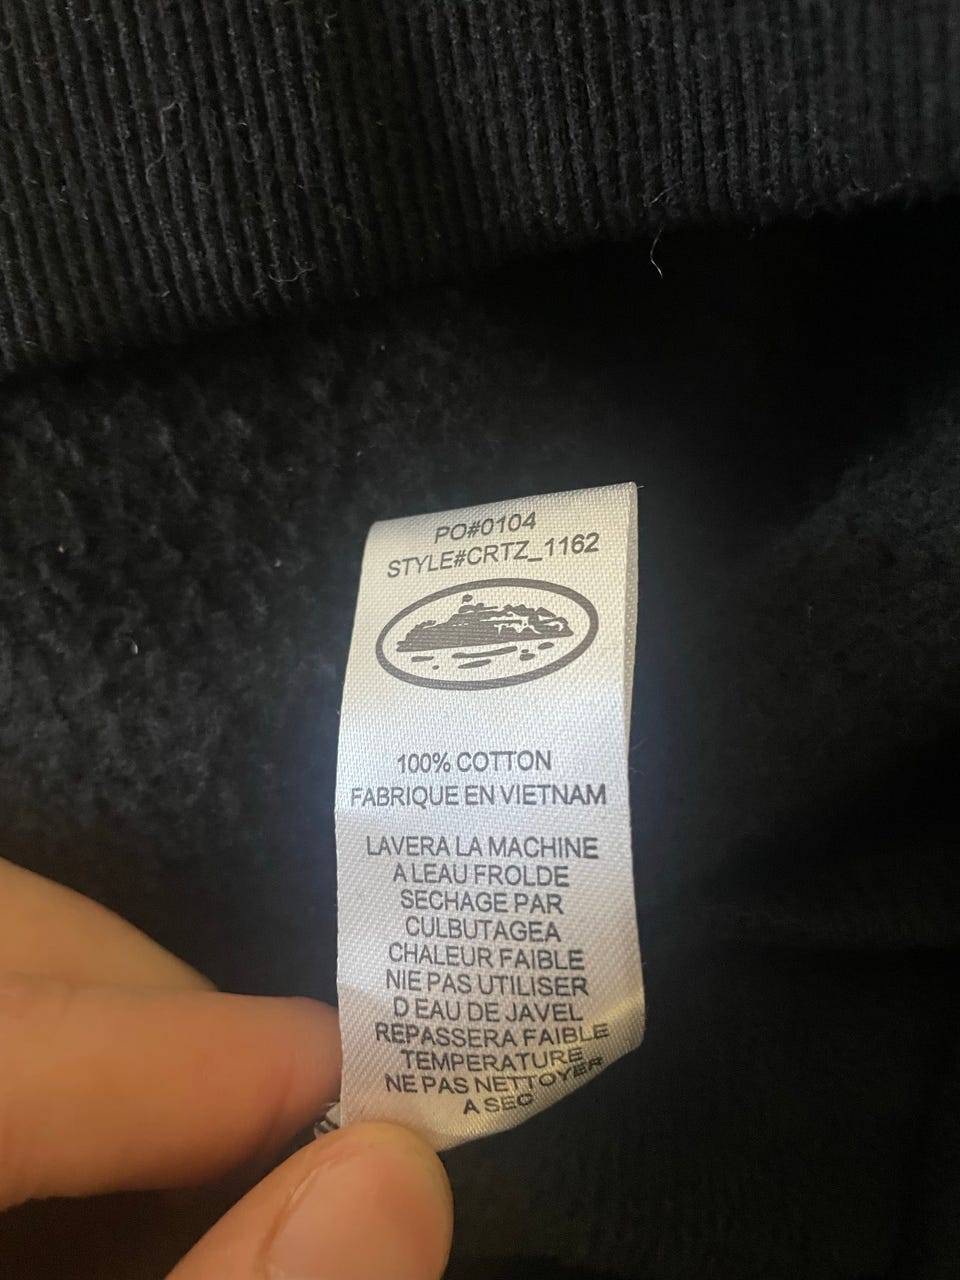 PO#0104
STYLE#CRTZ_1162
100% COTTON
FABRIQUE EN VIETNAM
LAVERA LA MACHINE
A LEAU FROLDE
SECHAGE PAR
CULBUTAGEA
CHALEUR FAIBLE
NIE PAS UTILISER
D EAU DE JAVEL
REPASSERA FAIBLE
TEMPERATURE
NE PAS NETTOYER
A SEC